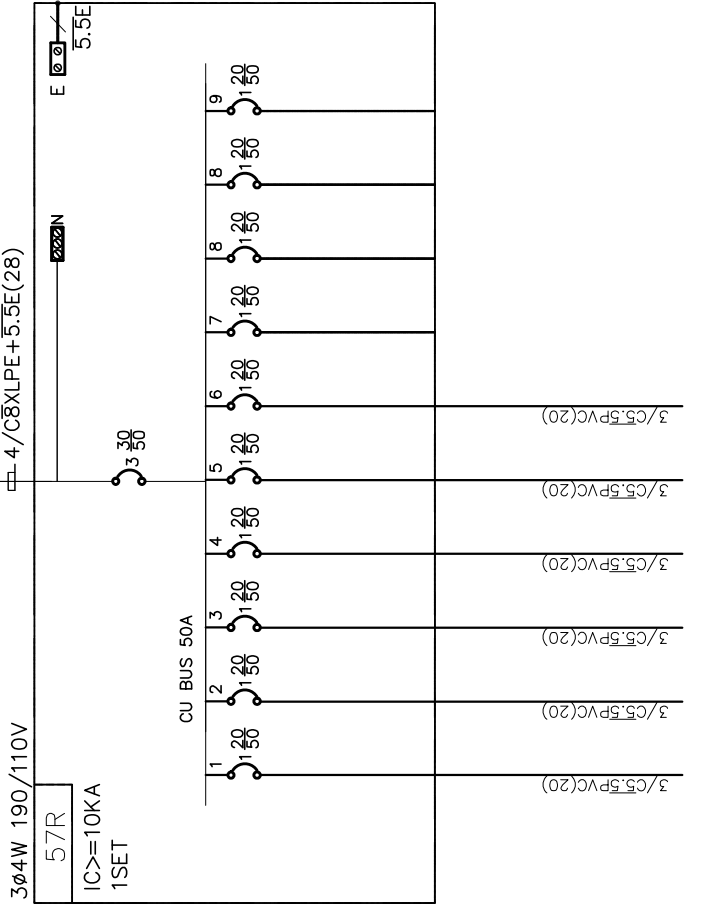 3ø4W 190/110V
4/C8XLPE+5.5E(28)
57R
IC>=10KA
1SET
N
E
5.5E
3 30
50
CU BUS 50A
1
1 20
50
2
1 20
50
3
1 20
50
4
1 20
50
5
1 20
50
6
1 20
50
7
1 20
50
8
1 20
50
8
1 20
50
9
1 20
50
3/C5.5PVC(20)
3/C5.5PVC(20)
3/C5.5PVC(20)
3/C5.5PVC(20)
3/C5.5PVC(20)
3/C5.5PVC(20)